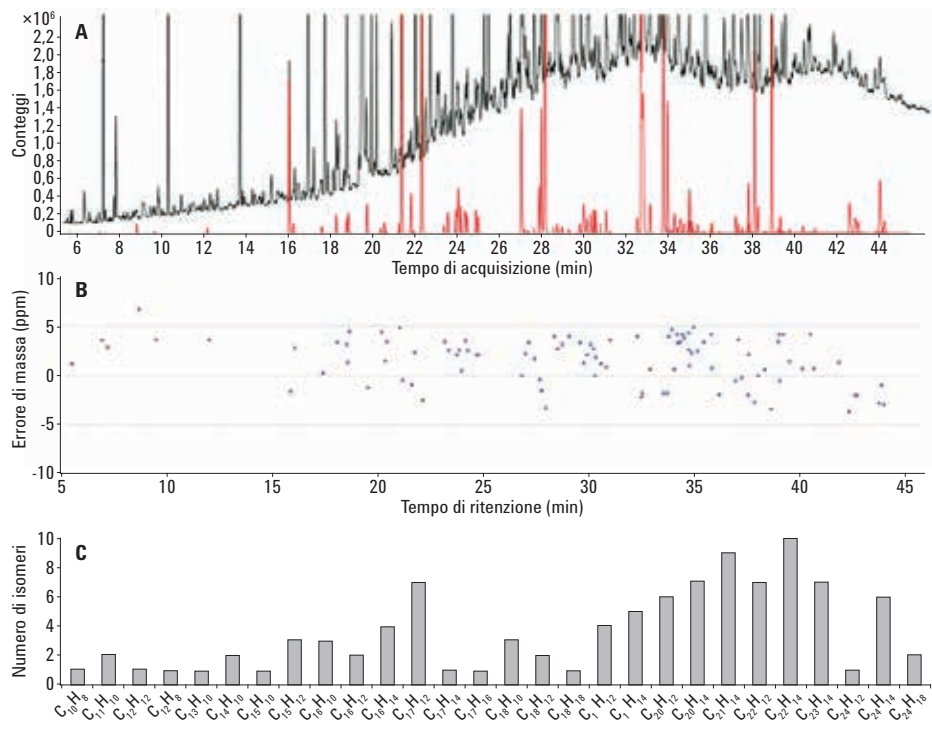 ×10⁶
A
2,2
2,0
1,8
1,6
1,4
1,2
1,0
0,8
0,6
0,4
0,2
0
Conteggi
6 8 10 12 14 16 18 20 22 24 26 28 30 32 34 36 38 40 42 44
Tempo di acquisizione (min)
B
10
5
0
-5
-10
Errore di massa (ppm)
5 10 15 20 25 30 35 40 45
Tempo di ritenzione (min)
C
10
8
6
4
2
0
Numero di isomeri
C₁₀H₈ C₁₁H₁₀ C₁₂H₁₂ C₁₂H₈ C₁₃H₁₀ C₁₄H₁₀ C₁₅H₁₀ C₁₅H₁₂ C₁₆H₁₀ C₁₆H₁₂ C₁₆H₁₄ C₁₇H₁₂ C₁₇H₁₄ C₁₇H₁₆ C₁₈H₁₀ C₁₈H₁₂ C₁₈H₁₈ C₁H₁₂ C₁H₁₄ C₂₀H₁₂ C₂₀H₁₄ C₂₁H₁₄ C₂₂H₁₂ C₂₂H₁₄ C₂₃H₁₄ C₂₄H₁₂ C₂₄H₁₄ C₂₄H₁₈